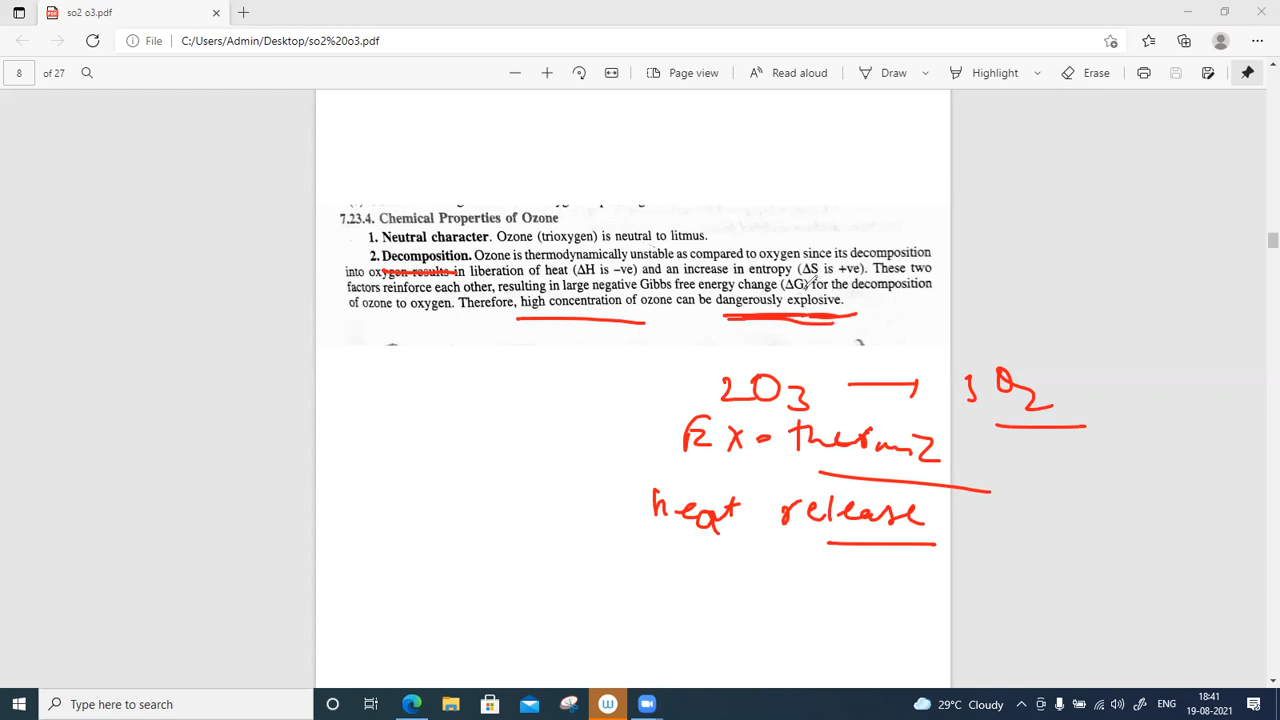 so2 o3.pdf
File C:/Users/Admin/Desktop/so2%20o3.pdf
8 of 27 Page view Read aloud Draw Highlight Erase
7.23.4. Chemical Properties of Ozone
1. Neutral character. Ozone (trioxygen) is neutral to litmus.
2. Decomposition. Ozone is thermodynamically unstable as compared to oxygen since its decomposition
into oxygen results in liberation of heat (ΔH is –ve) and an increase in entropy (ΔS is +ve). These two
factors reinforce each other, resulting in large negative Gibbs free energy change (ΔG) for the decomposition
of ozone to oxygen. Therefore, high concentration of ozone can be dangerously explosive.
2O3 → 3 O2
heat release
Type here to search
W
29°C Cloudy
ENG
18:41
19-08-2021